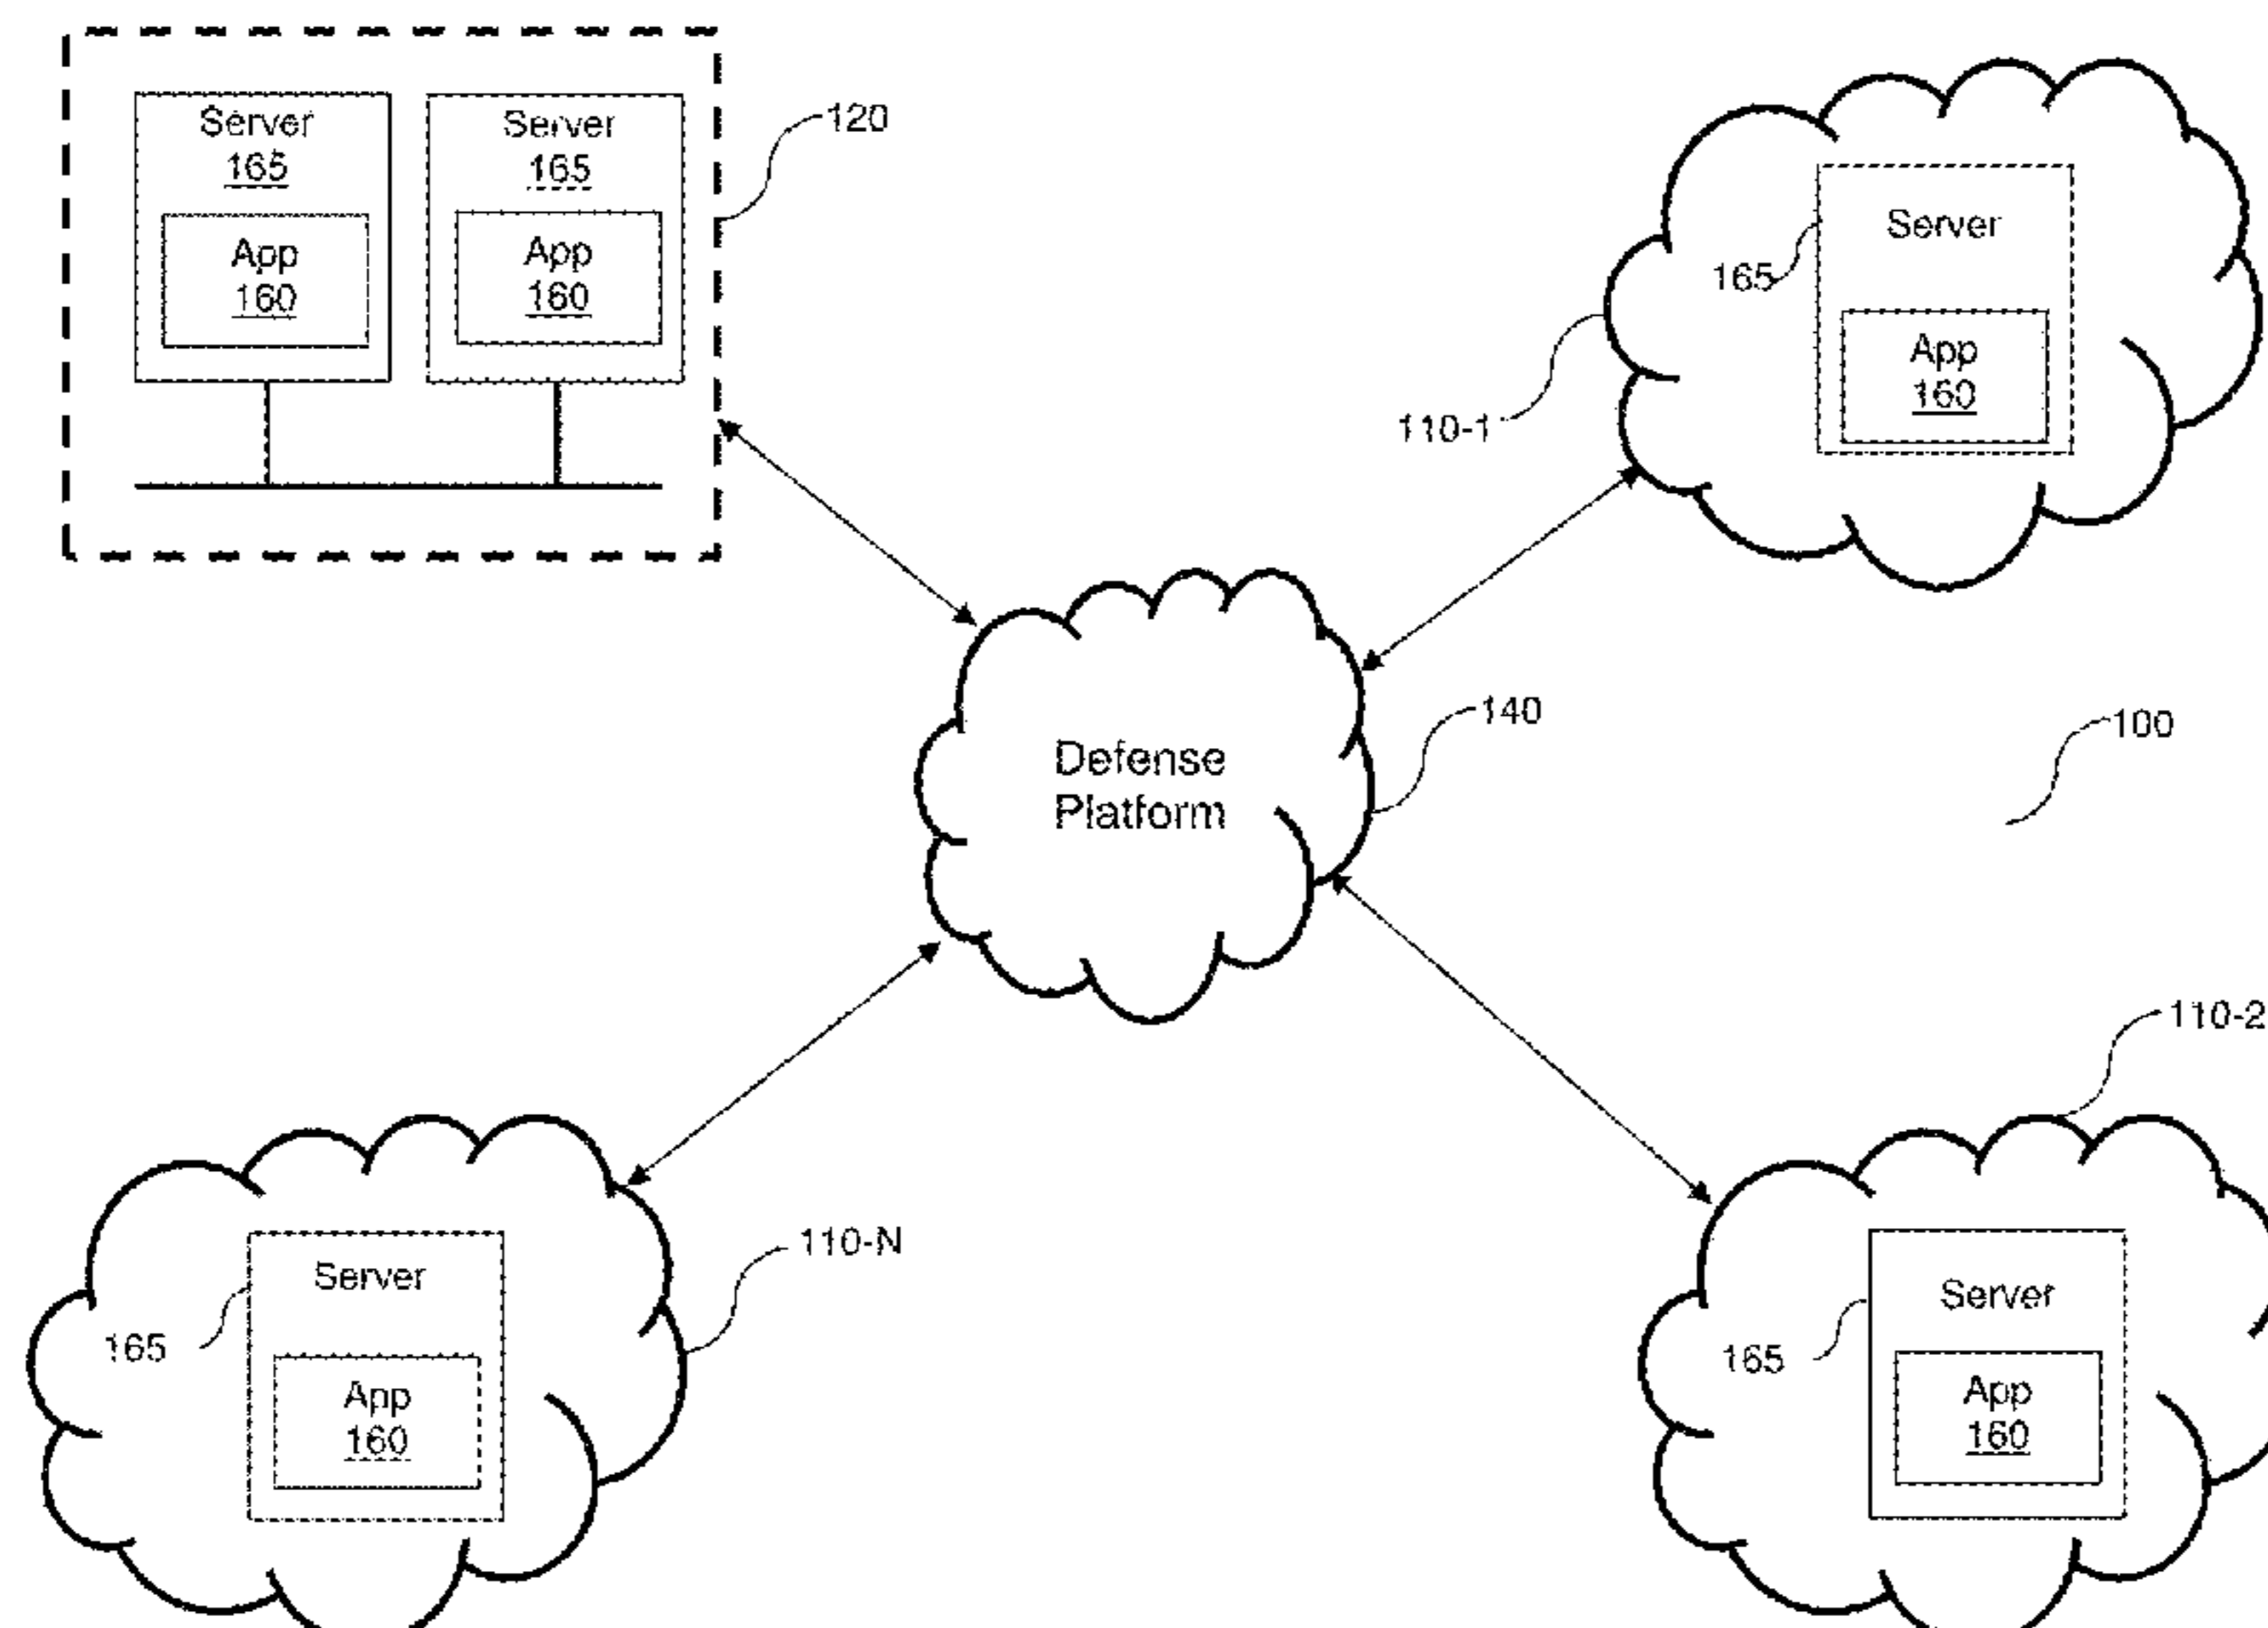 Server
165
App
160
Server
165
App
160
120
Server
165
App
160
110-1
Defense
Platform
140
100
110-2
Server
165
App
160
110-N
Server
165
App
160